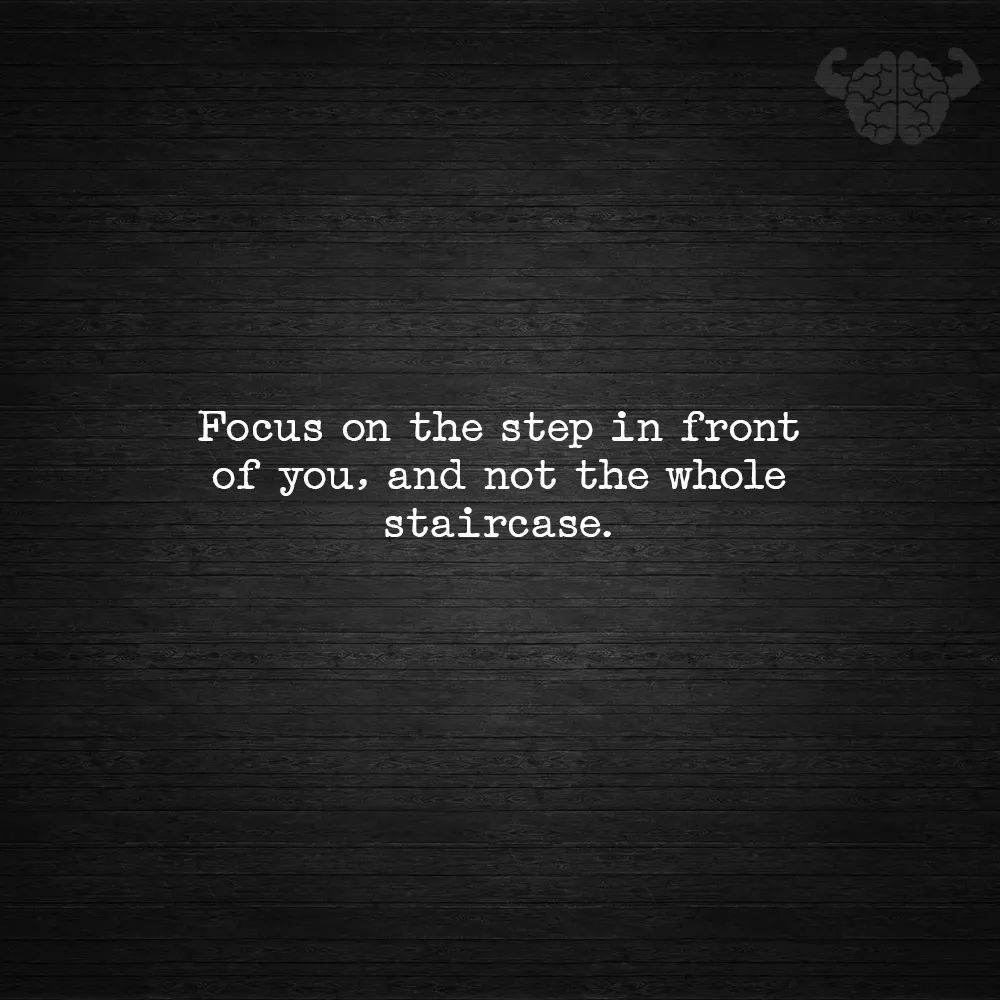 Focus on the step in front
of you, and not the whole
staircase.